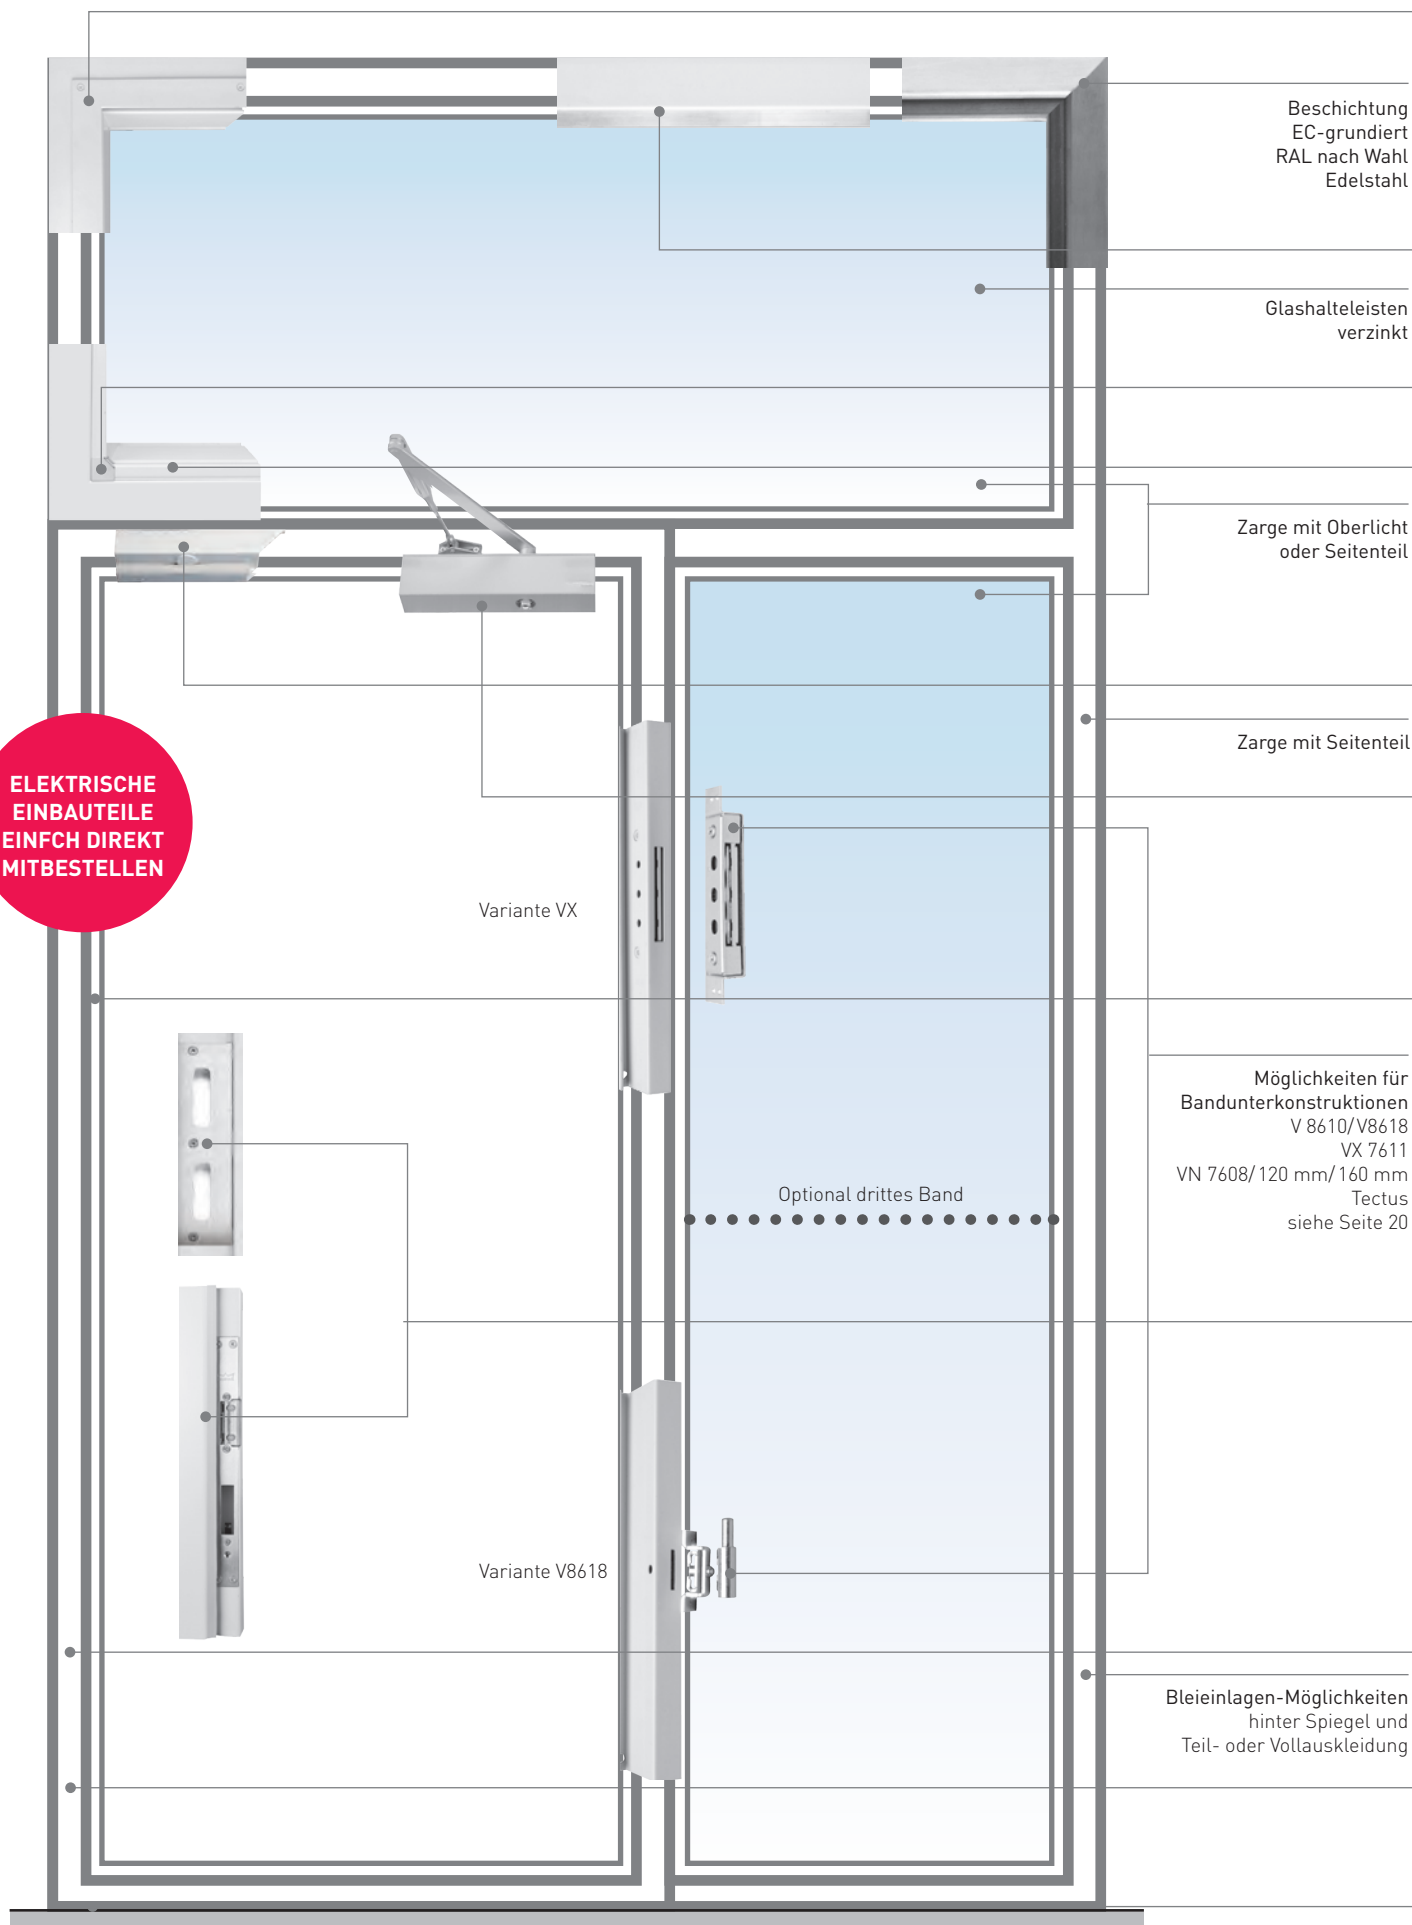 Beschichtung
EC-grundiert
RAL nach Wahl
Edelstahl
Glashalteleisten
verzinkt
Zarge mit Oberlicht
oder Seitenteil
Zarge mit Seitenteil
ELEKTRISCHE
EINBAUTEILE
EINFCH DIREKT
MITBESTELLEN
Variante VX
Möglichkeiten für
Bandunterkonstruktionen
V 8610/V8618
VX 7611
VN 7608/120 mm/160 mm
Tectus
siehe Seite 20
Optional drittes Band
Variante V8618
Bleieinlagen-Möglichkeiten
hinter Spiegel und
Teil- oder Vollauskleidung